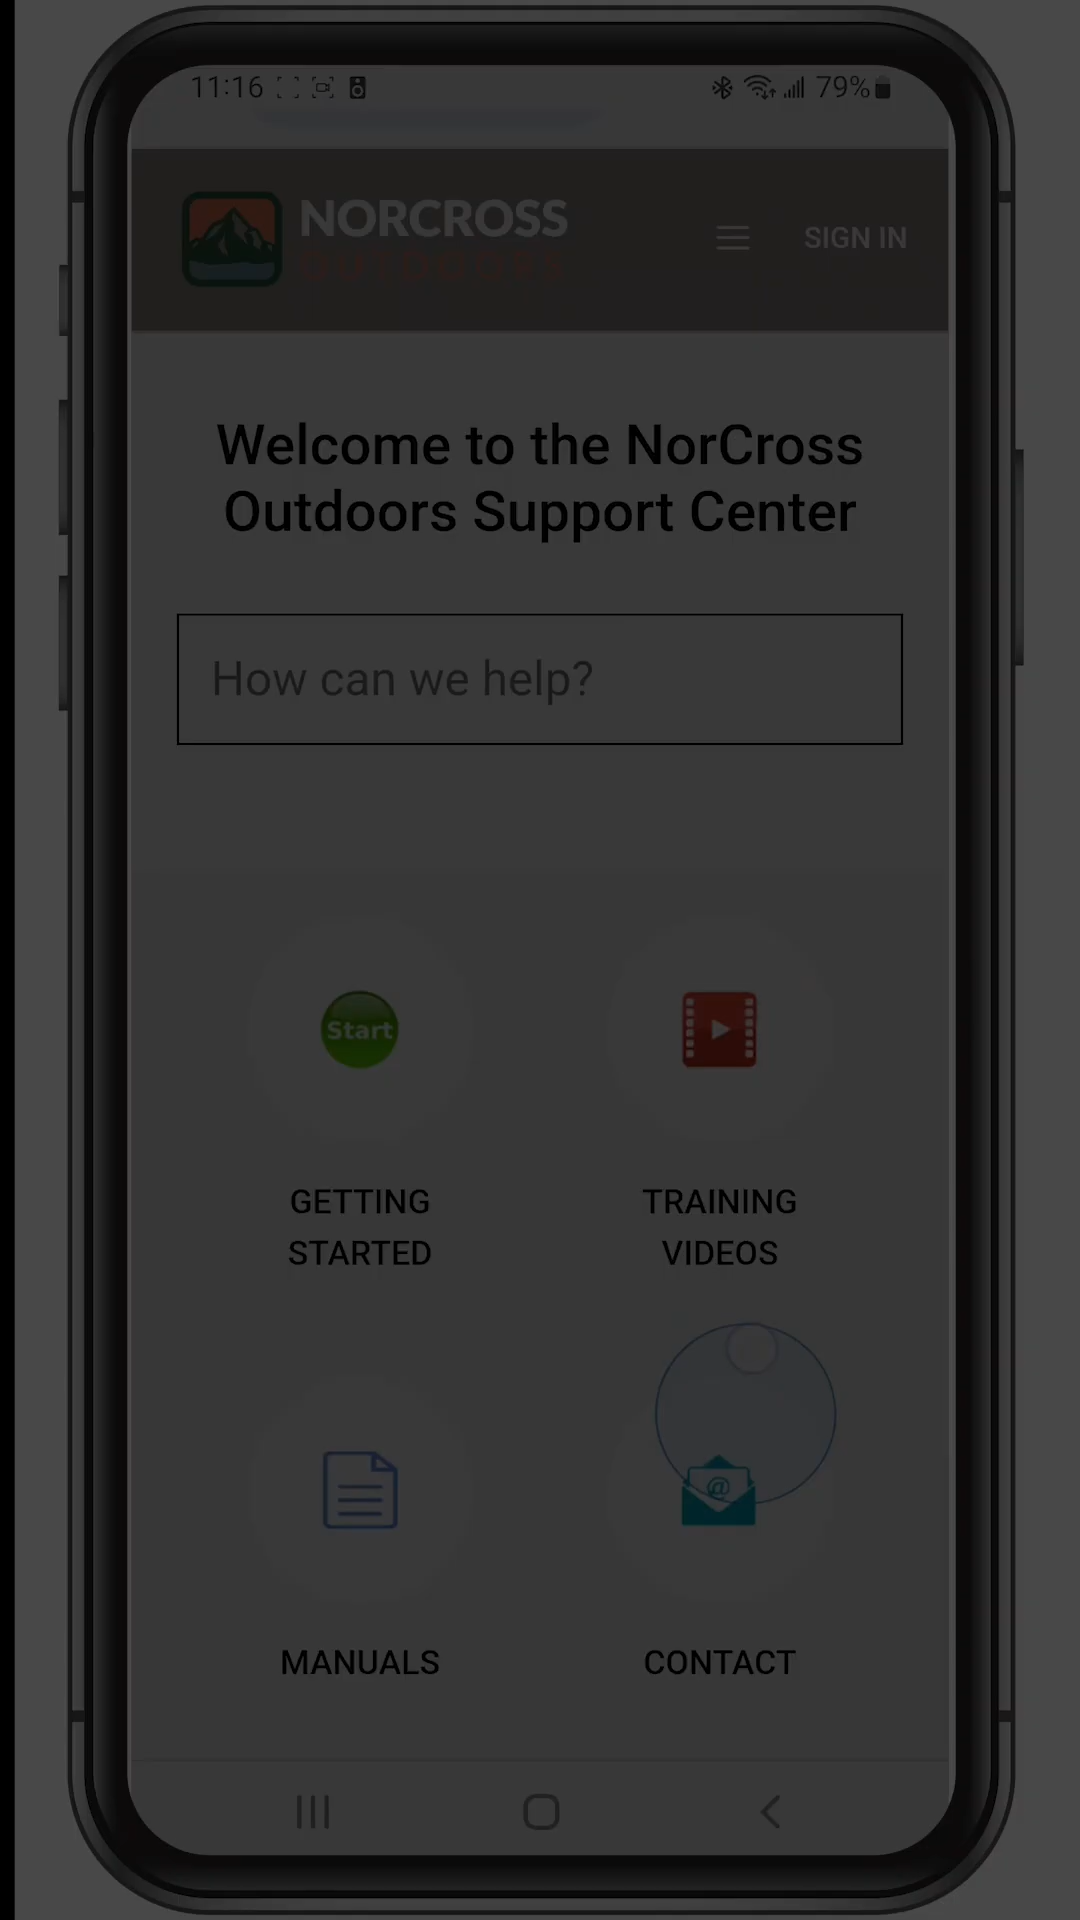 11:16
79%
NORCROSS
OUTDOORS
SIGN IN
Welcome to the NorCross
Outdoors Support Center
How can we help?
Start
GETTING
STARTED
TRAINING
VIDEOS
@
MANUALS
CONTACT